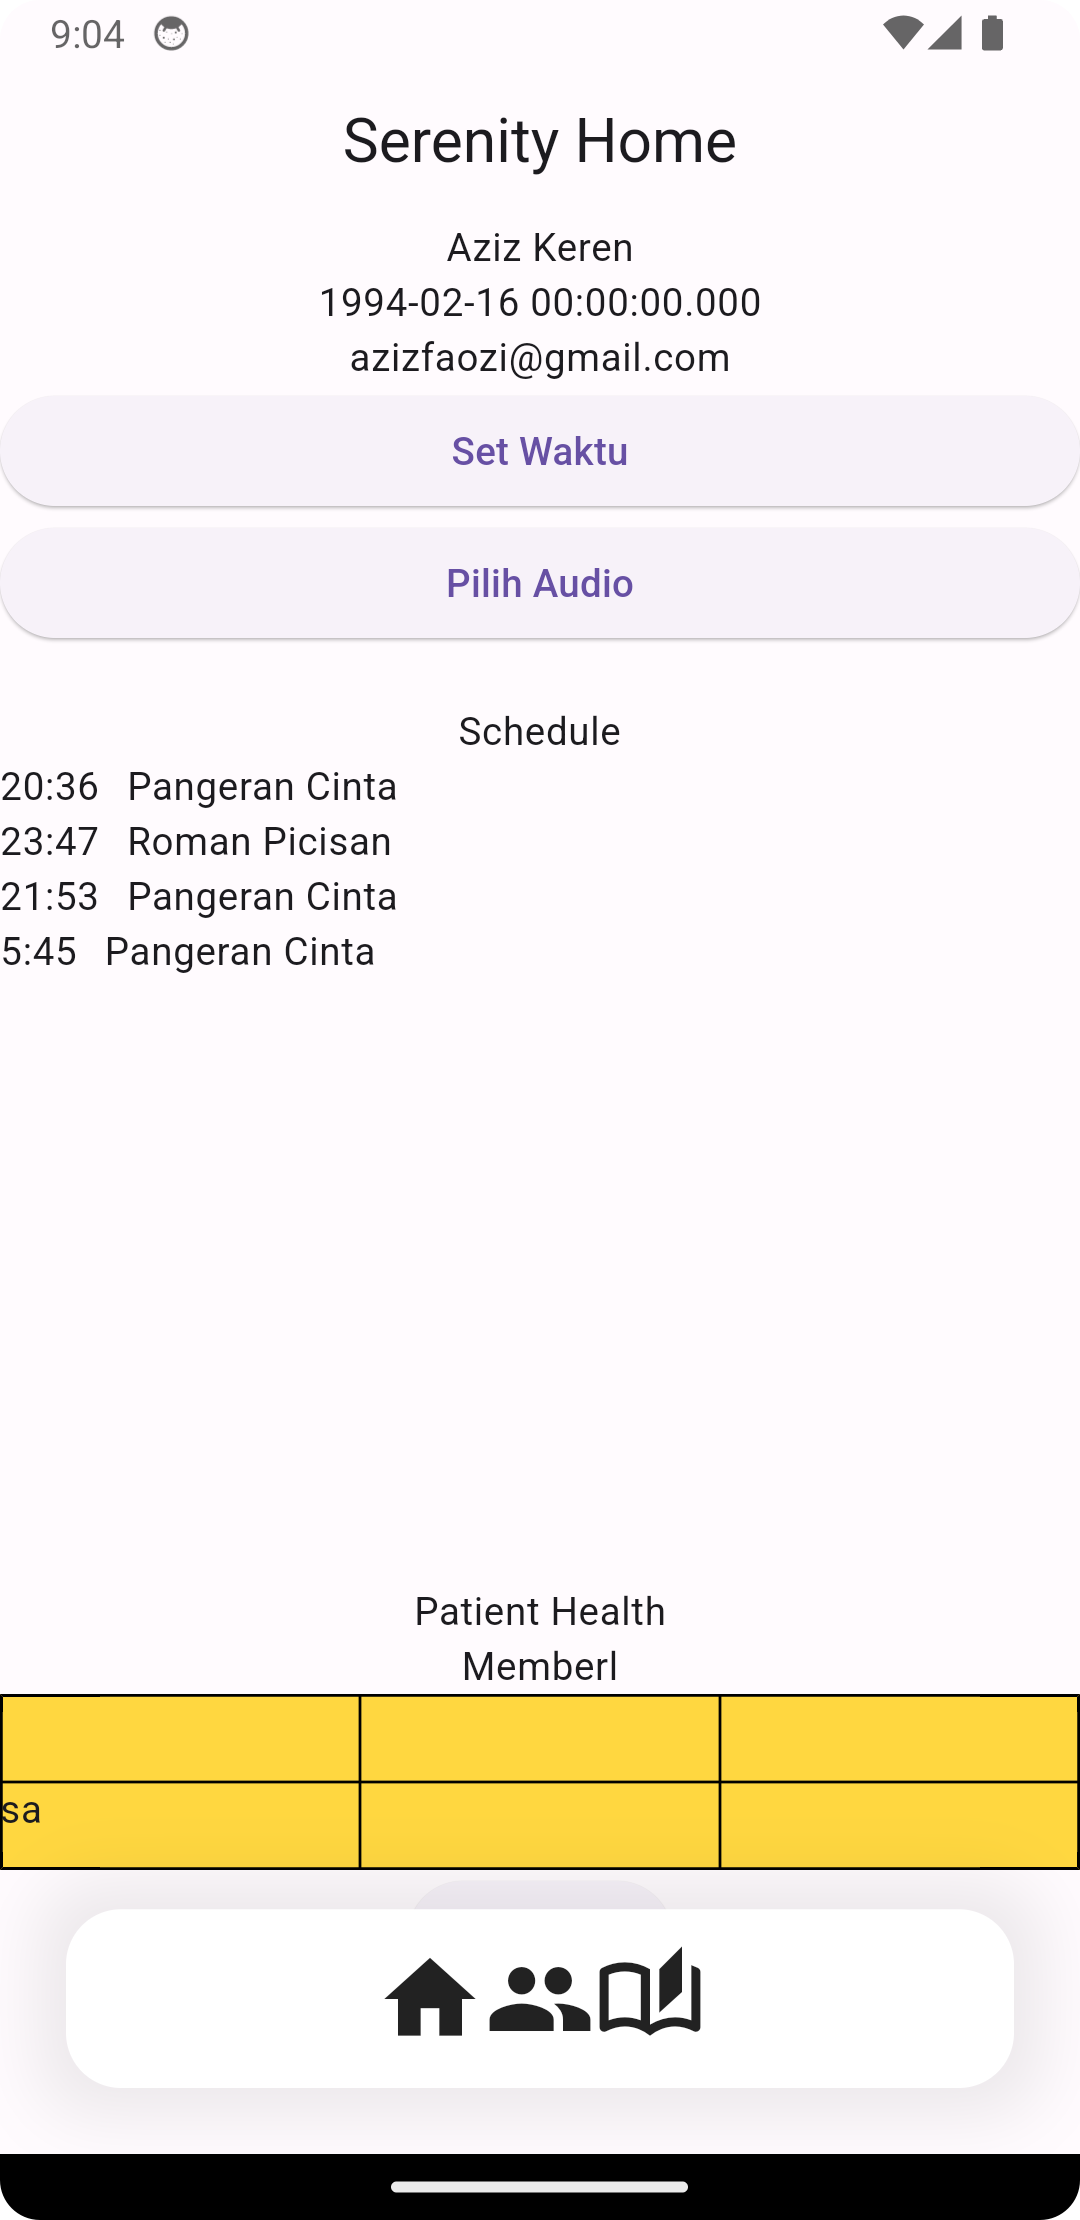 9:04
Serenity Home
Aziz Keren
1994-02-16 00:00:00.000
azizfaozi@gmail.com
Set Waktu
Pilih Audio
Schedule
20:36 Pangeran Cinta
23:47 Roman Picisan
21:53 Pangeran Cinta
5:45 Pangeran Cinta
Patient Health
Memberl
sa